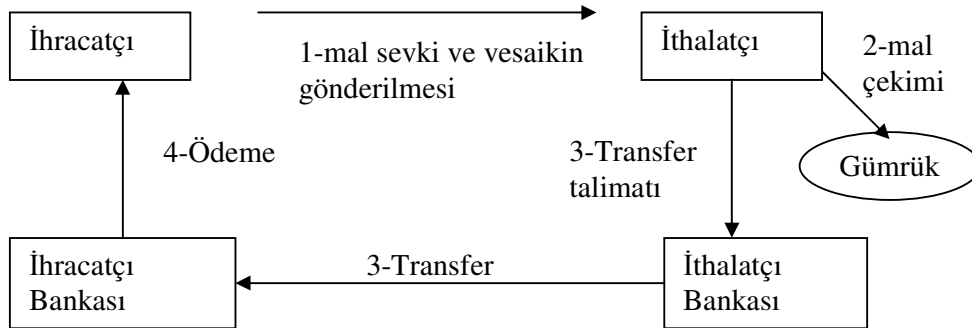 İhracatçı
1-mal sevki ve vesaikin
gönderilmesi
İthalatçı
2-mal
çekimi
4-Ödeme
3-Transfer
talimatı
Gümrük
İhracatçı
Bankası
3-Transfer
İthalatçı
Bankası